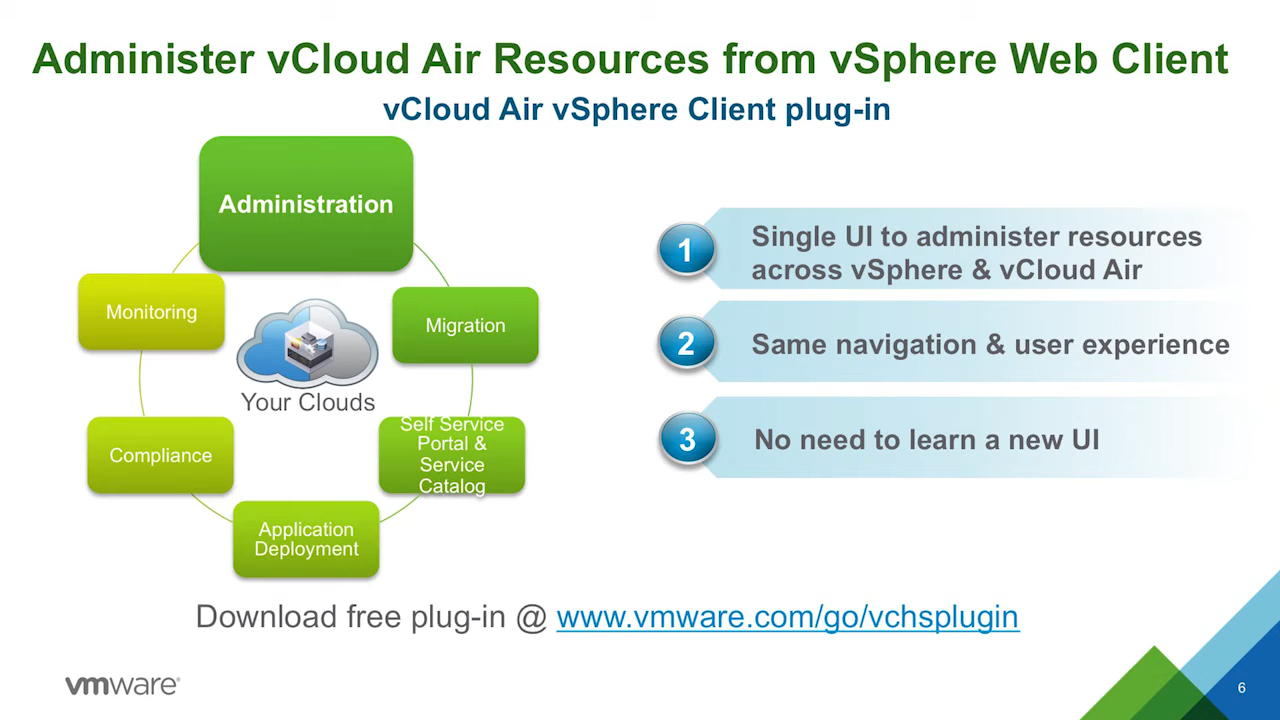 Administer vCloud Air Resources from vSphere Web Client
vCloud Air vSphere Client plug-in
Administration
Monitoring
Migration
Your Clouds
Compliance
Self Service
Portal &
Service
Catalog
Application
Deployment
1
Single UI to administer resources
across vSphere & vCloud Air
2
Same navigation & user experience
3
No need to learn a new UI
Download free plug-in @ www.vmware.com/go/vchsplugin
vmware®
6